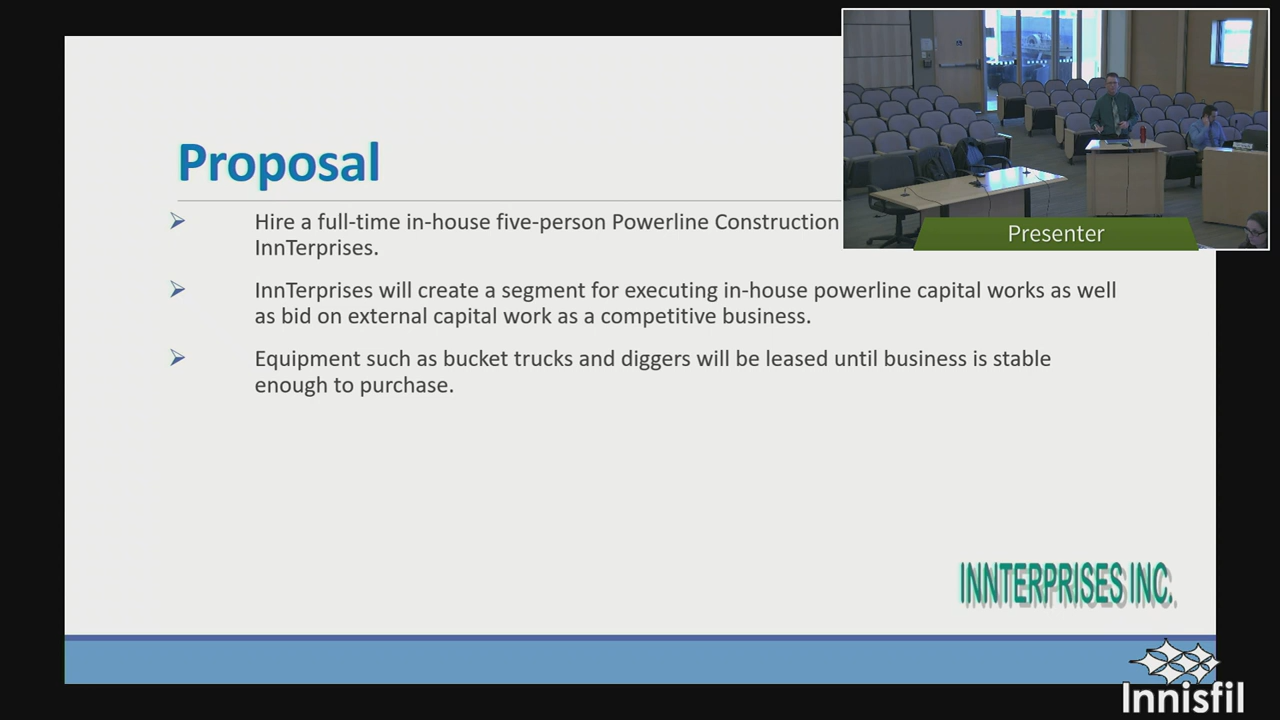 Proposal
Hire a full-time in-house five-person Powerline Construction
InnTerprises.
InnTerprises will create a segment for executing in-house powerline capital works as well
as bid on external capital work as a competitive business.
Equipment such as bucket trucks and diggers will be leased until business is stable
enough to purchase.
Presenter
INNTERPRISES INC.
Innisfil